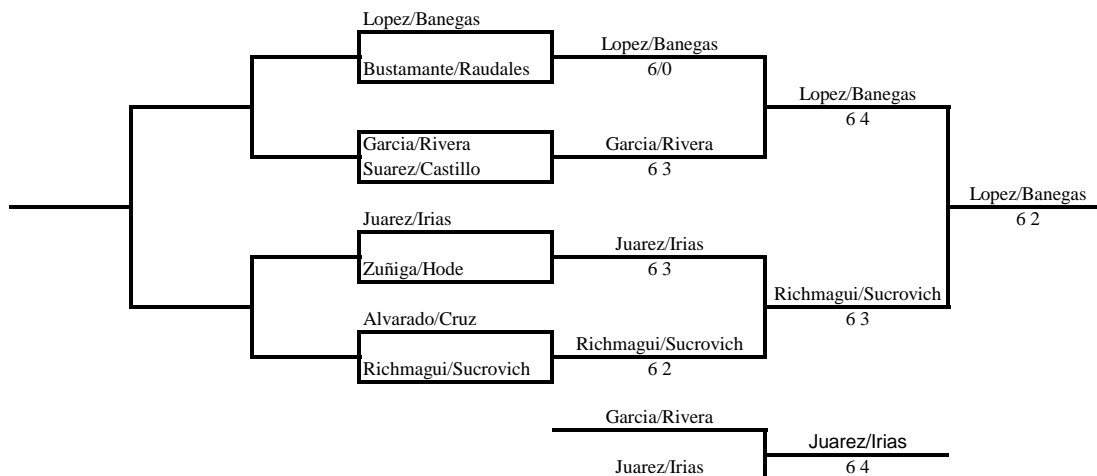 Lopez/Banegas
Lopez/Banegas
Bustamante/Raudales
6/0
Lopez/Banegas
6 4
Garcia/Rivera
Garcia/Rivera
Suarez/Castillo
6 3
Lopez/Banegas
6 2
Juarez/Irias
Juarez/Irias
Zuñiga/Hode
6 3
Richmagui/Sucrovich
6 3
Alvarado/Cruz
Richmagui/Sucrovich
Richmagui/Sucrovich
6 2
Garcia/Rivera
Juarez/Irias
Juarez/Irias
6 4